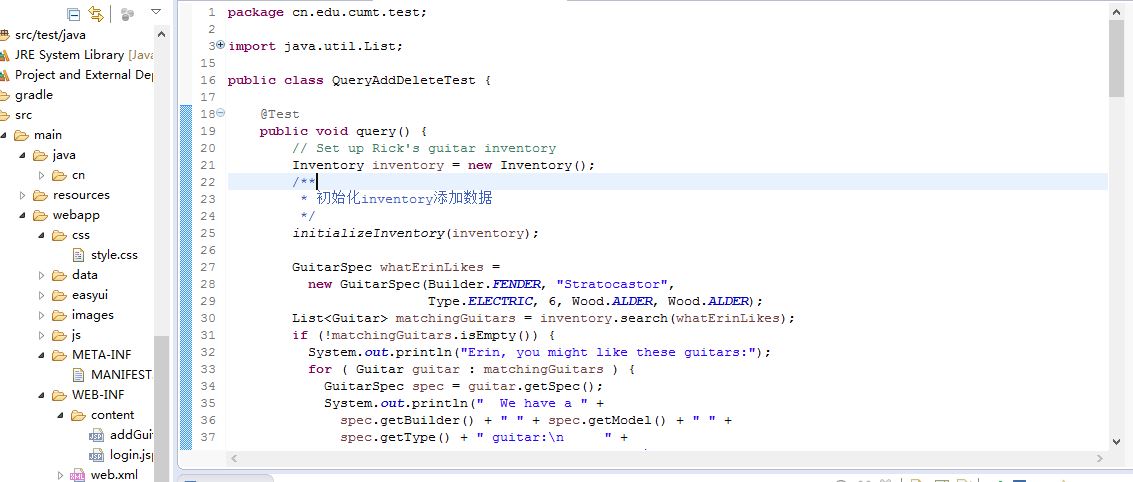 src/test/java
JRE System Library [Java
Project and External Dep
gradle
src
main
java
cn
resources
webapp
css
style.css
data
easyui
images
js
META-INF
MANIFEST.
WEB-INF
content
addGui
login.jsp
web.xml
1 package cn.edu.cumt.test;
2
3 import java.util.List;
15
16 public class QueryAddDeleteTest {
17
18 @Test
19 public void query() {
20 // Set up Rick's guitar inventory
21 Inventory inventory = new Inventory();
22 /**
23 * 初始化inventory添加数据
24 */
25 initializeInventory(inventory);
26
27 GuitarSpec whatErinLikes =
28 new GuitarSpec(Builder.FENDER, "Stratocastor",
29 Type.ELECTRIC, 6, Wood.ALDER, Wood.ALDER);
30 List<Guitar> matchingGuitars = inventory.search(whatErinLikes);
31 if (!matchingGuitars.isEmpty()) {
32 System.out.println("Erin, you might like these guitars:");
33 for ( Guitar guitar : matchingGuitars ) {
34 GuitarSpec spec = guitar.getSpec();
35 System.out.println("  We have a " +
36 spec.getBuilder() + " " + spec.getModel() + " " +
37 spec.getType() + " guitar:\n     " +